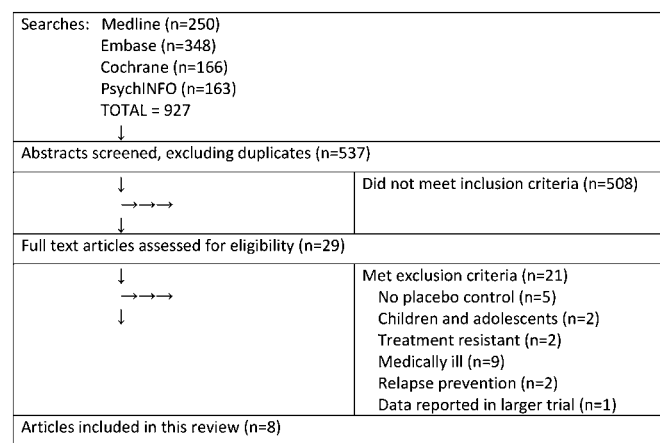 Searches: Medline (n=250)
Embase (n=348)
Cochrane (n=166)
PsychINFO (n=163)
TOTAL = 927
↓
Abstracts screened, excluding duplicates (n=537)
↓
→→→
↓
Did not meet inclusion criteria (n=508)
Full text articles assessed for eligibility (n=29)
↓
→→→
↓
Met exclusion criteria (n=21)
No placebo control (n=5)
Children and adolescents (n=2)
Treatment resistant (n=2)
Medically ill (n=9)
Relapse prevention (n=2)
Data reported in larger trial (n=1)
Articles included in this review (n=8)